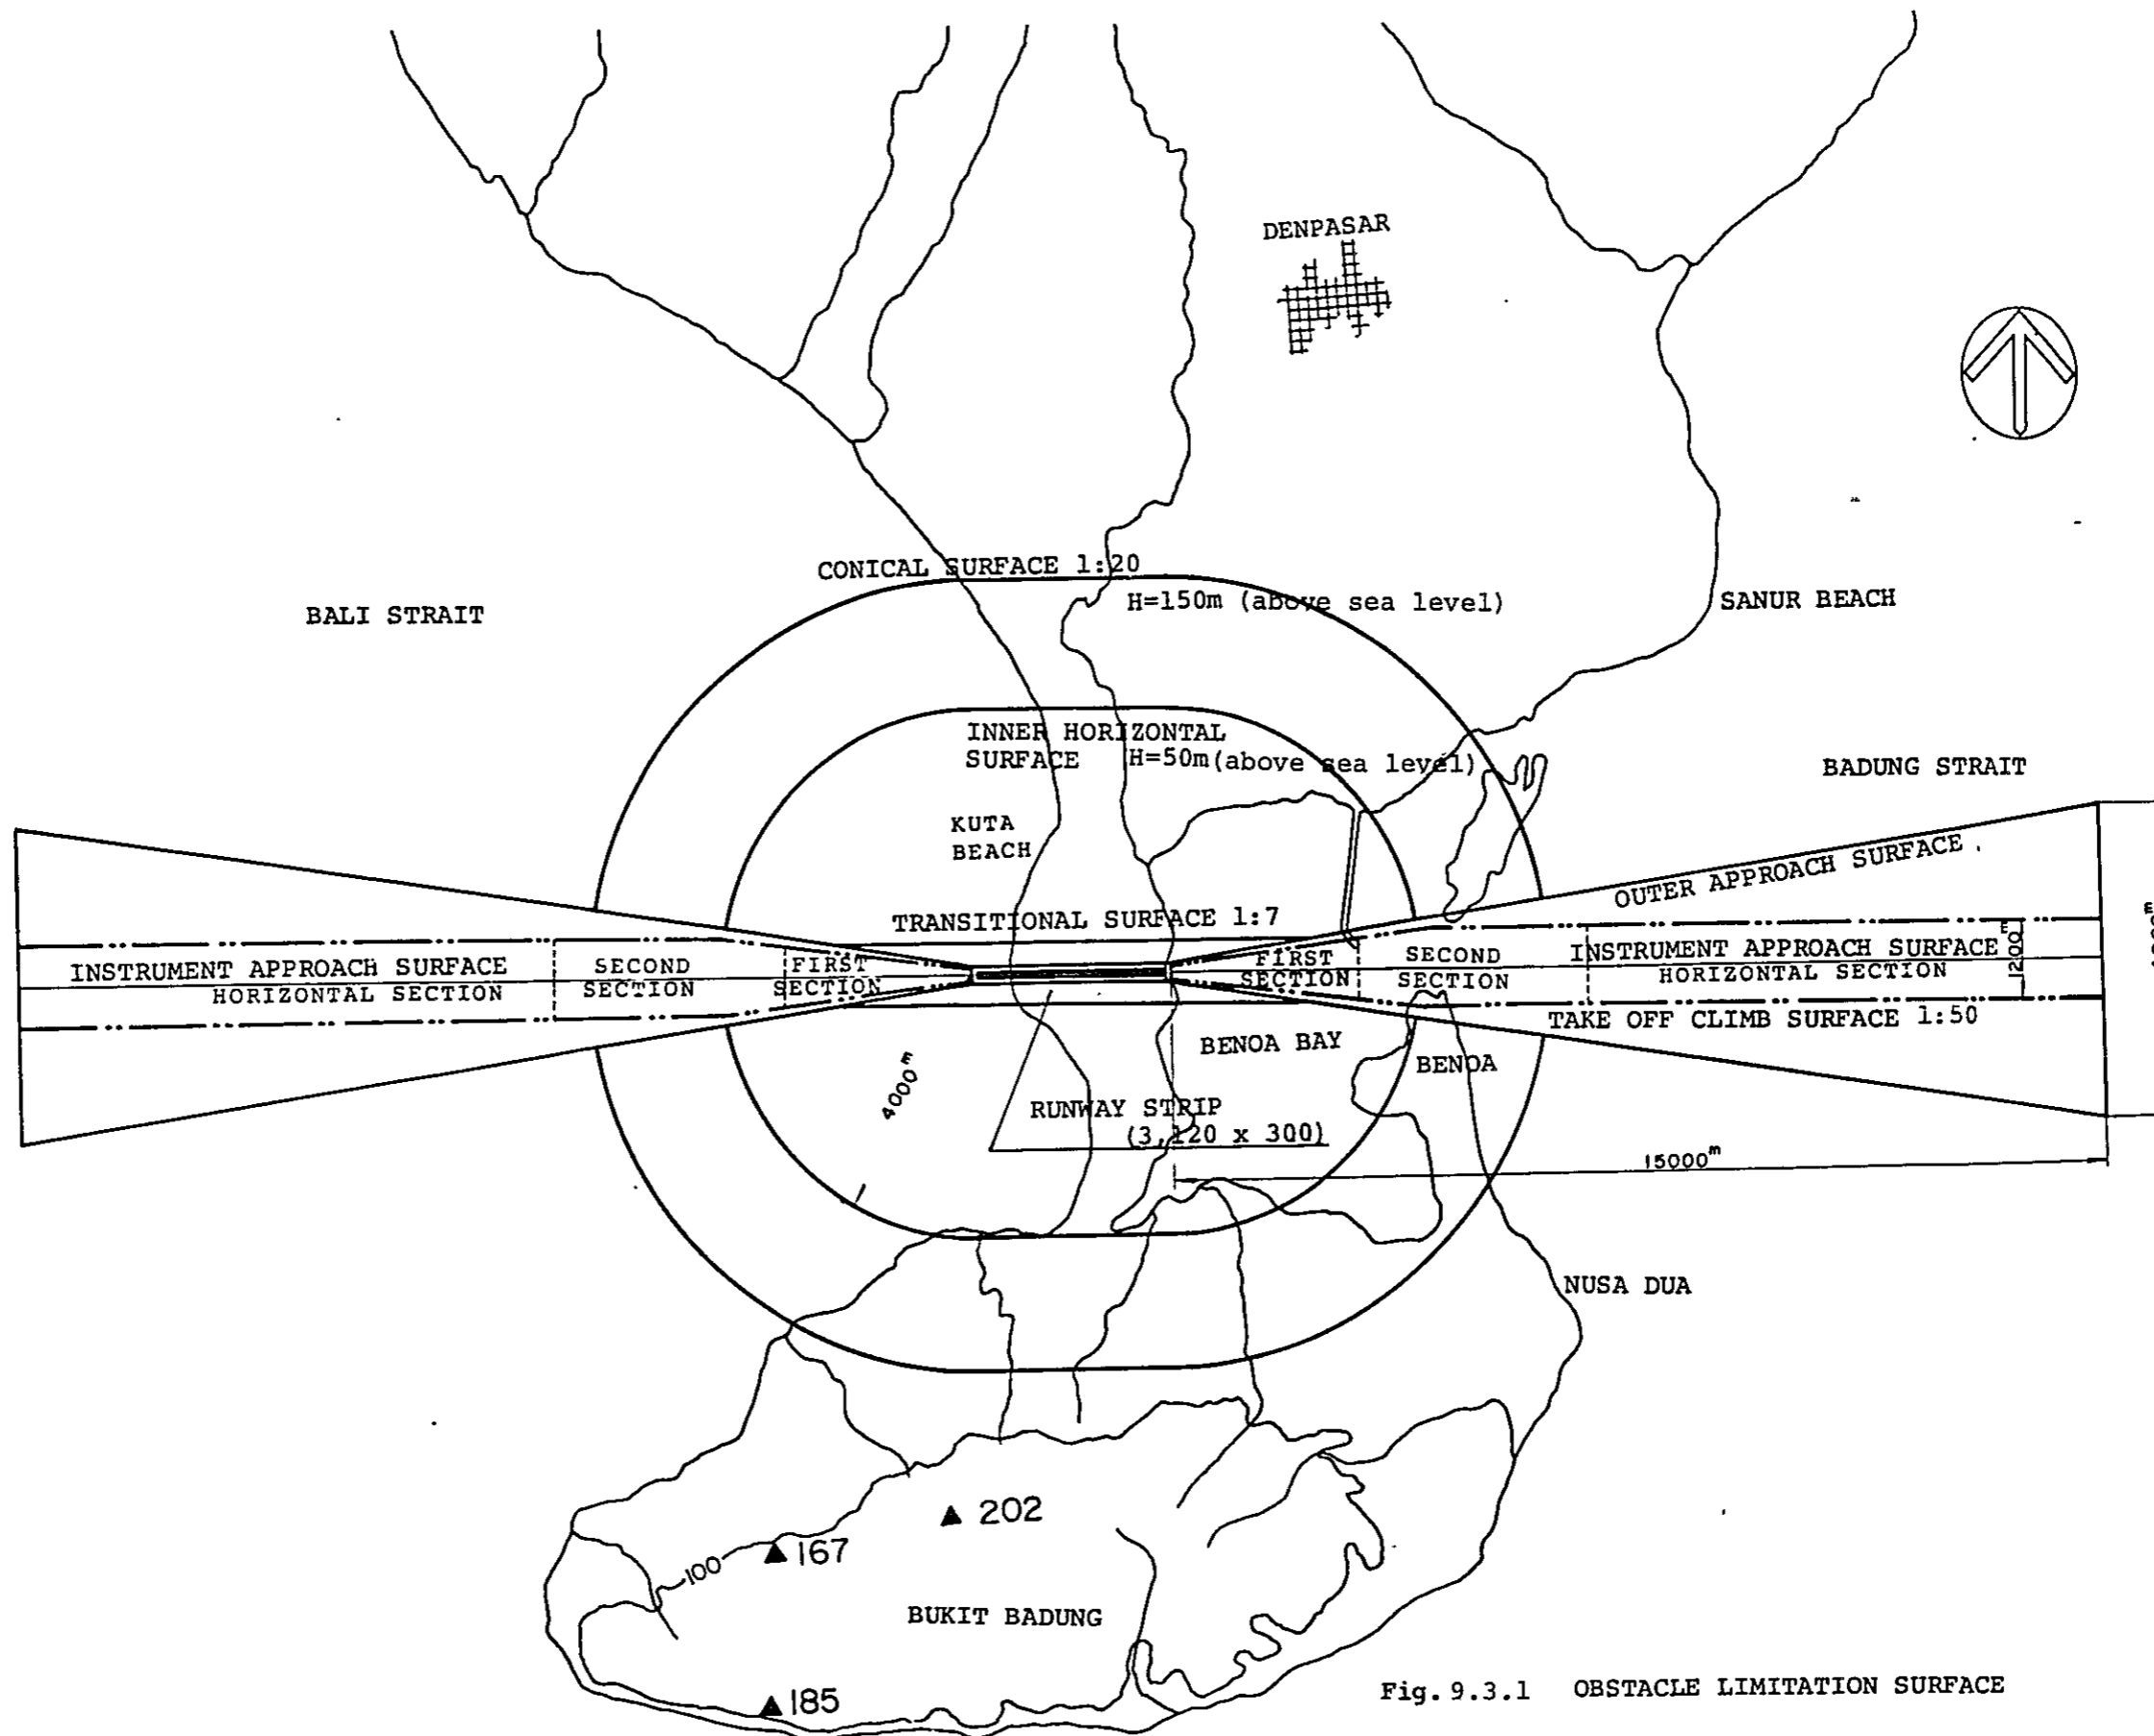 DENPASAR
CONICAL SURFACE 1:20
H=150m (above sea level)
BALI STRAIT
SANUR BEACH
INNER HORIZONTAL
SURFACE H=50m (above sea level)
BADUNG STRAIT
KUTA
BEACH
OUTER APPROACH SURFACE
TRANSITIONAL SURFACE 1:7
INSTRUMENT APPROACH SURFACE
HORIZONTAL SECTION
SECOND
SECTION
FIRST
SECTION
FIRST
SECTION
SECOND
SECTION
INSTRUMENT APPROACH SURFACE
HORIZONTAL SECTION
1200m
TAKE OFF CLIMB SURFACE 1:50
BENOA BAY
BENOA
4000m
RUNWAY STRIP
(3,120 x 300)
15000m
NUSA DUA
202
167
100
BUKIT BADUNG
185
Fig. 9.3.1 OBSTACLE LIMITATION SURFACE